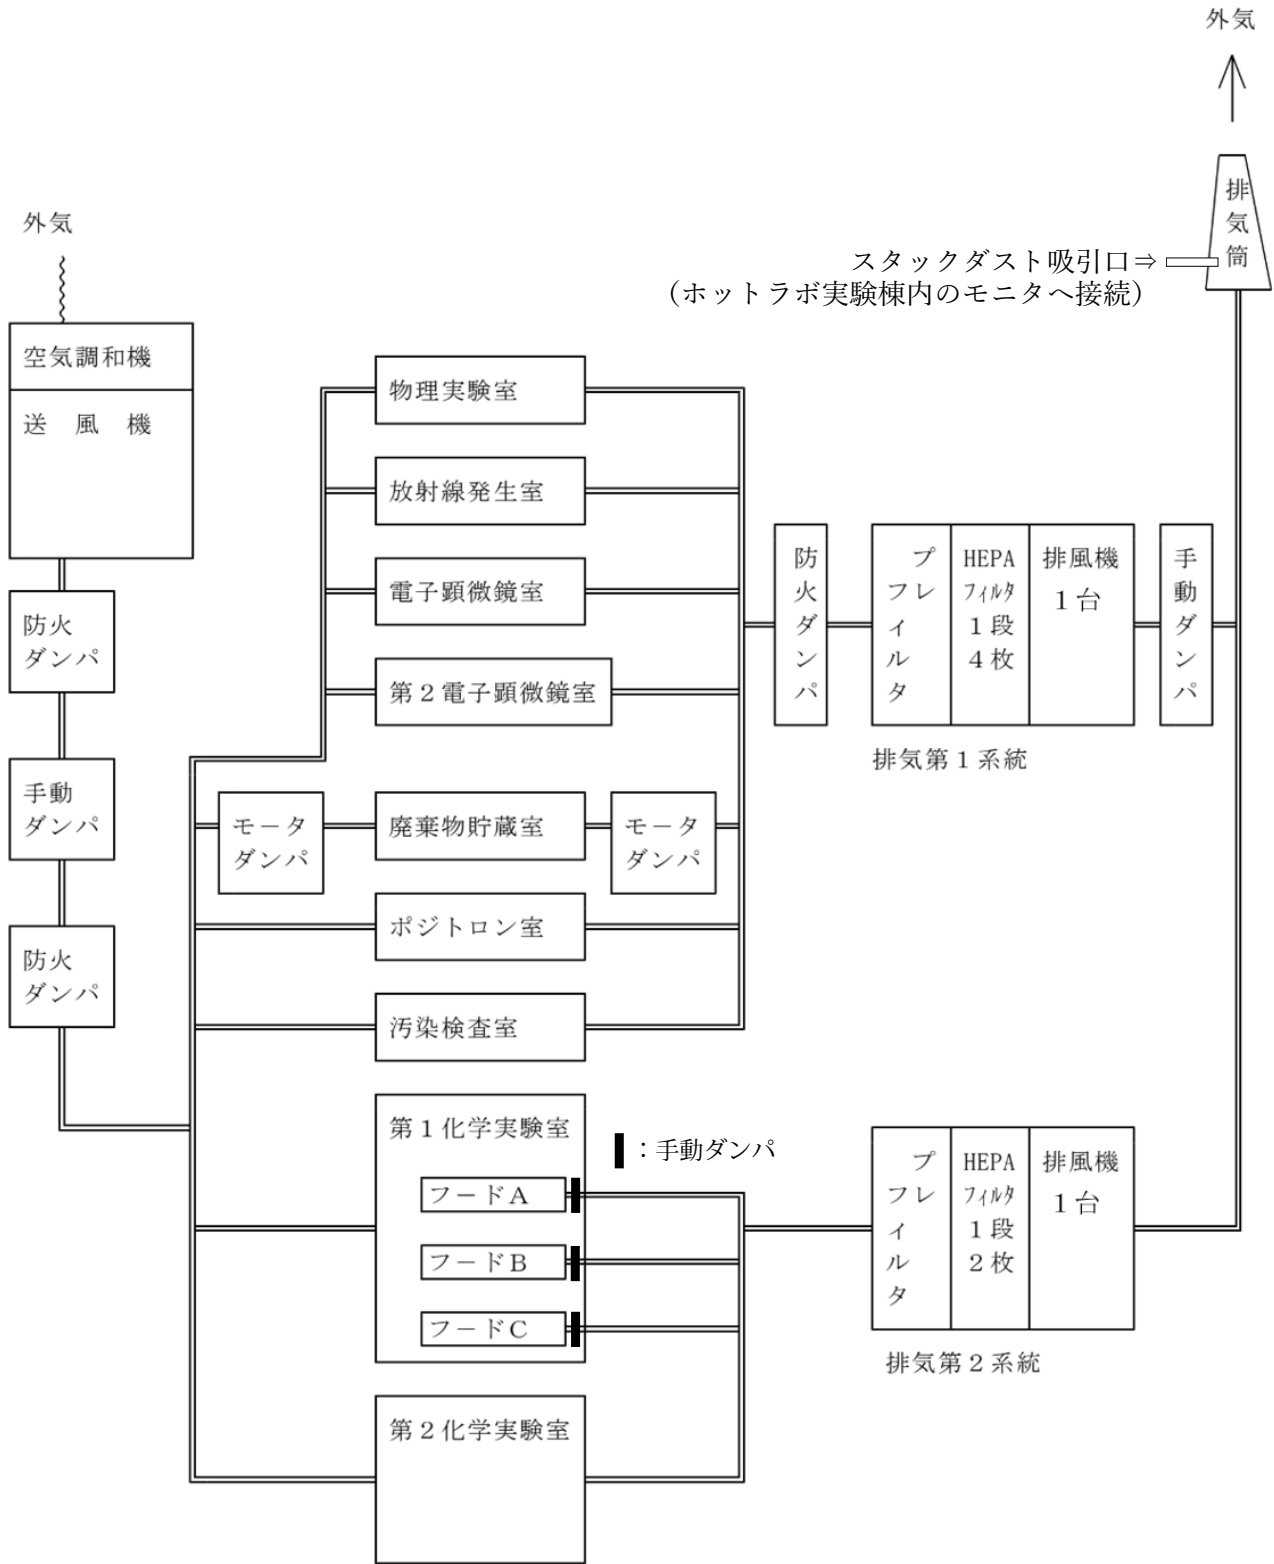 外気
排
気
筒
外気
スタックダスト吸引口⇒
（ホットラボ実験棟内のモニタへ接続）
空気調和機
送　風　機
防火
ダンパ
手動
ダンパ
防火
ダンパ
物理実験室
放射線発生室
電子顕微鏡室
第２電子顕微鏡室
モータ
ダンパ
廃棄物貯蔵室
モータ
ダンパ
ポジトロン室
汚染検査室
第１化学実験室
フードA
フードB
フードC
：手動ダンパ
第２化学実験室
防
火
ダ
ン
パ
プ
フレ
ィ
ル
タ
HEPA
フィルタ
１段
４枚
排風機
１台
手
動
ダ
ン
パ
排気第１系統
プ
フレ
ィ
ル
タ
HEPA
フィルタ
１段
２枚
排風機
１台
排気第２系統